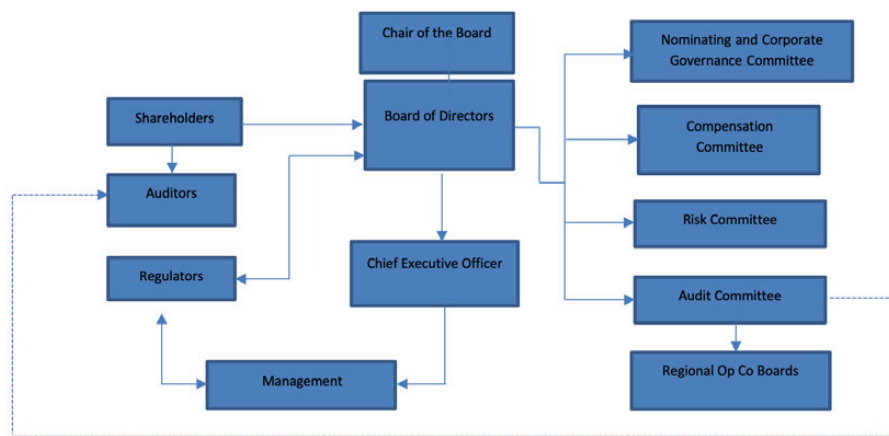 Chair of the Board
Nominating and Corporate
Governance Committee
Shareholders
Board of Directors
Compensation
Committee
Auditors
Risk Committee
Regulators
Chief Executive Officer
Audit Committee
Management
Regional Op Co Boards